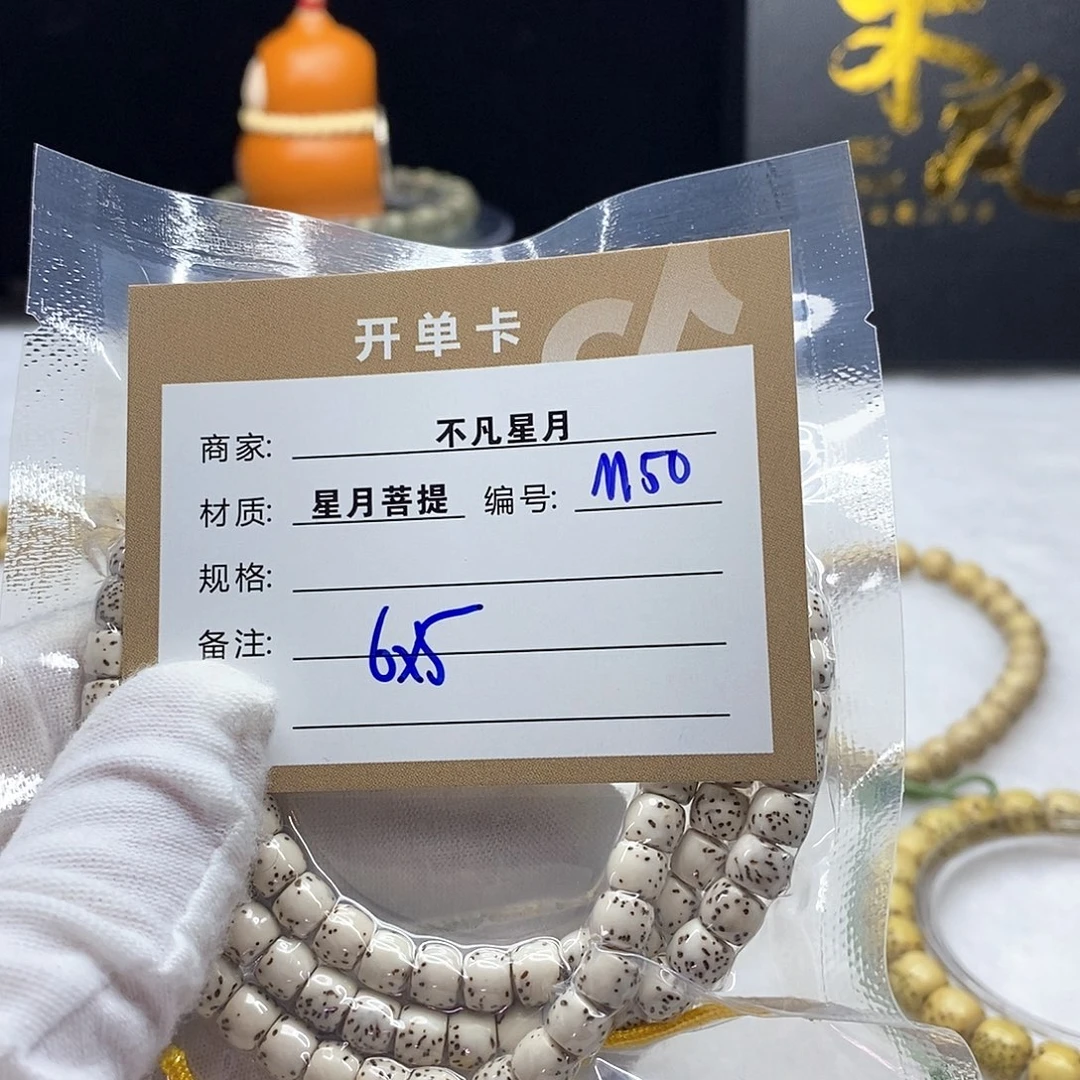 开单卡
商家: 不凡星月
材质: 星月菩提 编号: M50
规格:
备注: 6x5